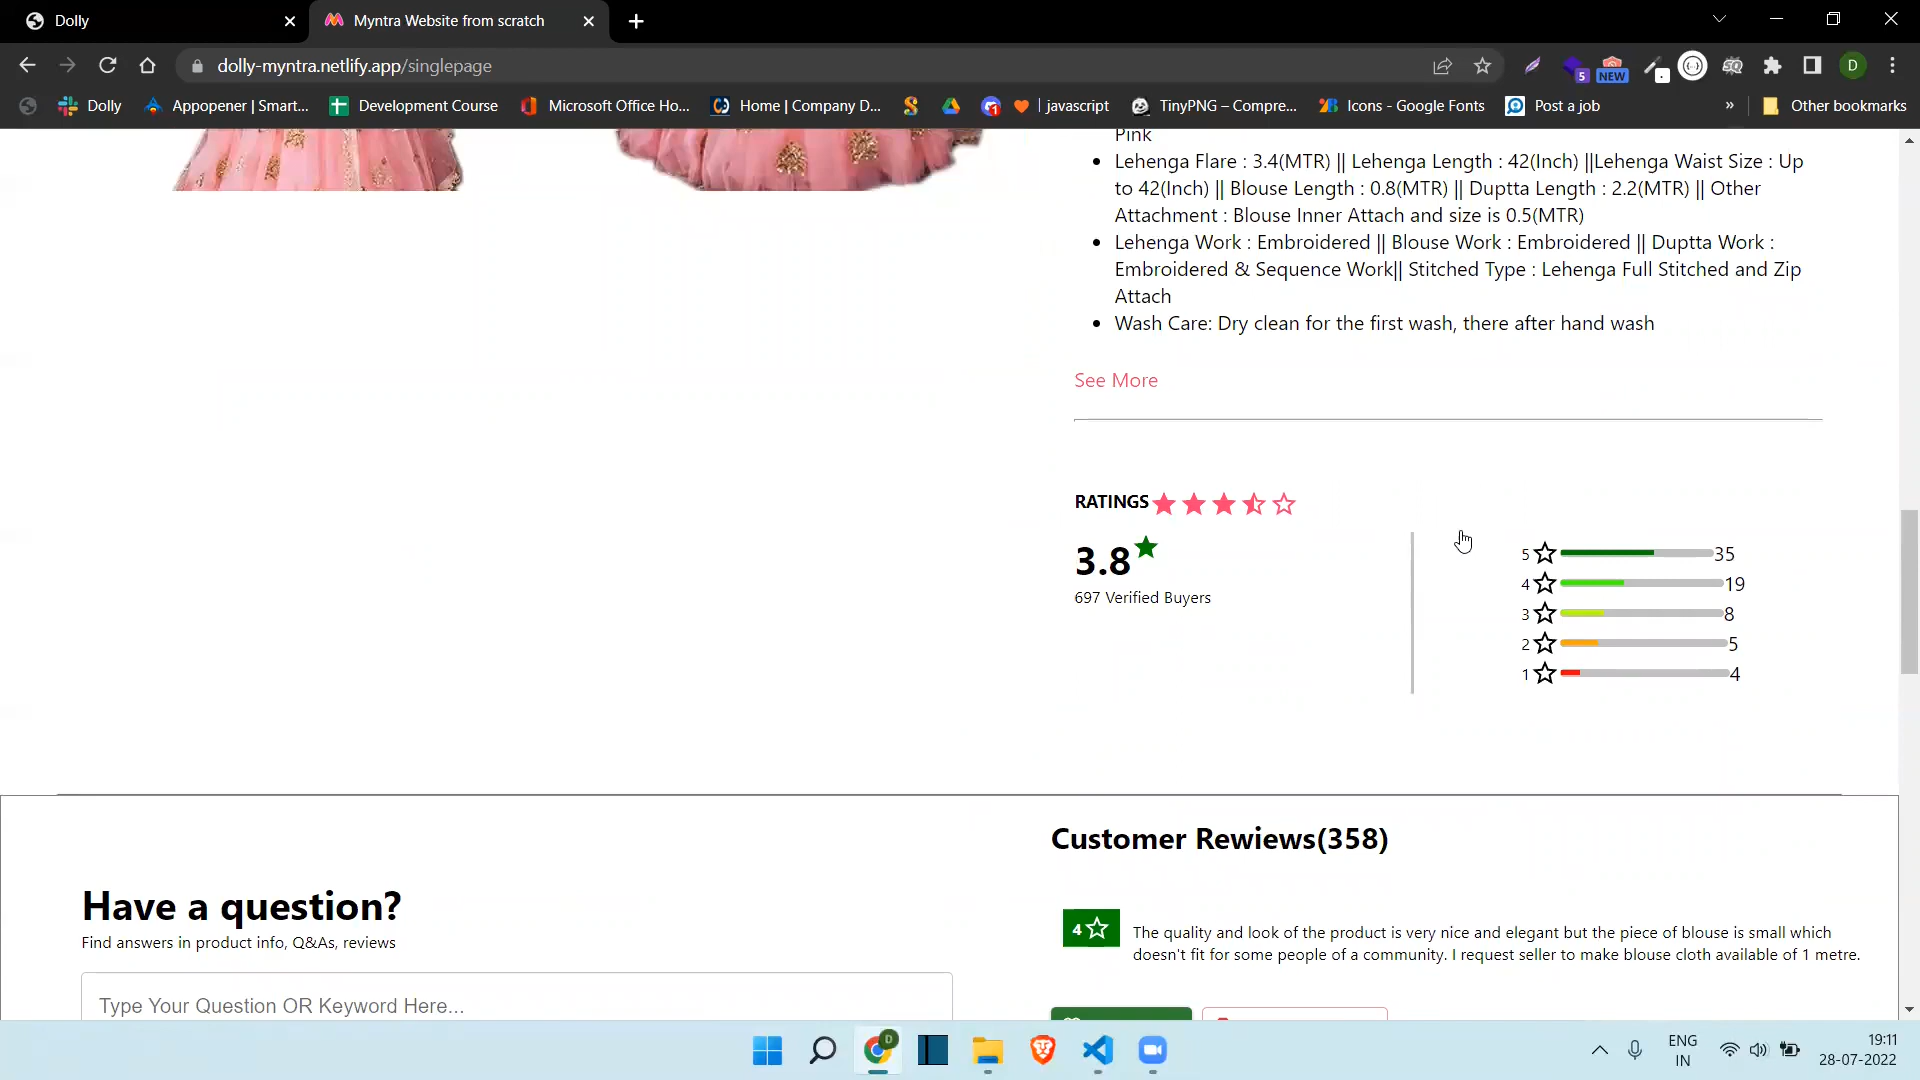 Dolly
Myntra Website from scratch
dolly-myntra.netlify.app/singlepage
5
NEW
D
Dolly
Appopener | Smart...
Development Course
Microsoft Office Ho...
Home | Company D...
| javascript
TinyPNG – Compre...
Icons - Google Fonts
Post a job
»
Other bookmarks
Pink
• Lehenga Flare : 3.4(MTR) || Lehenga Length : 42(Inch) ||Lehenga Waist Size : Up
to 42(Inch) || Blouse Length : 0.8(MTR) || Duptta Length : 2.2(MTR) || Other
Attachment : Blouse Inner Attach and size is 0.5(MTR)
• Lehenga Work : Embroidered || Blouse Work : Embroidered || Duptta Work :
Embroidered & Sequence Work|| Stitched Type : Lehenga Full Stitched and Zip
Attach
• Wash Care: Dry clean for the first wash, there after hand wash
See More
RATINGS
3.8
697 Verified Buyers
5 35
4 19
3 8
2 5
1 4
Customer Rewiews(358)
Have a question?
Find answers in product info, Q&As, reviews
Type Your Question OR Keyword Here...
4
The quality and look of the product is very nice and elegant but the piece of blouse is small which
doesn't fit for some people of a community. I request seller to make blouse cloth available of 1 metre.
ENG
IN
19:11
28-07-2022